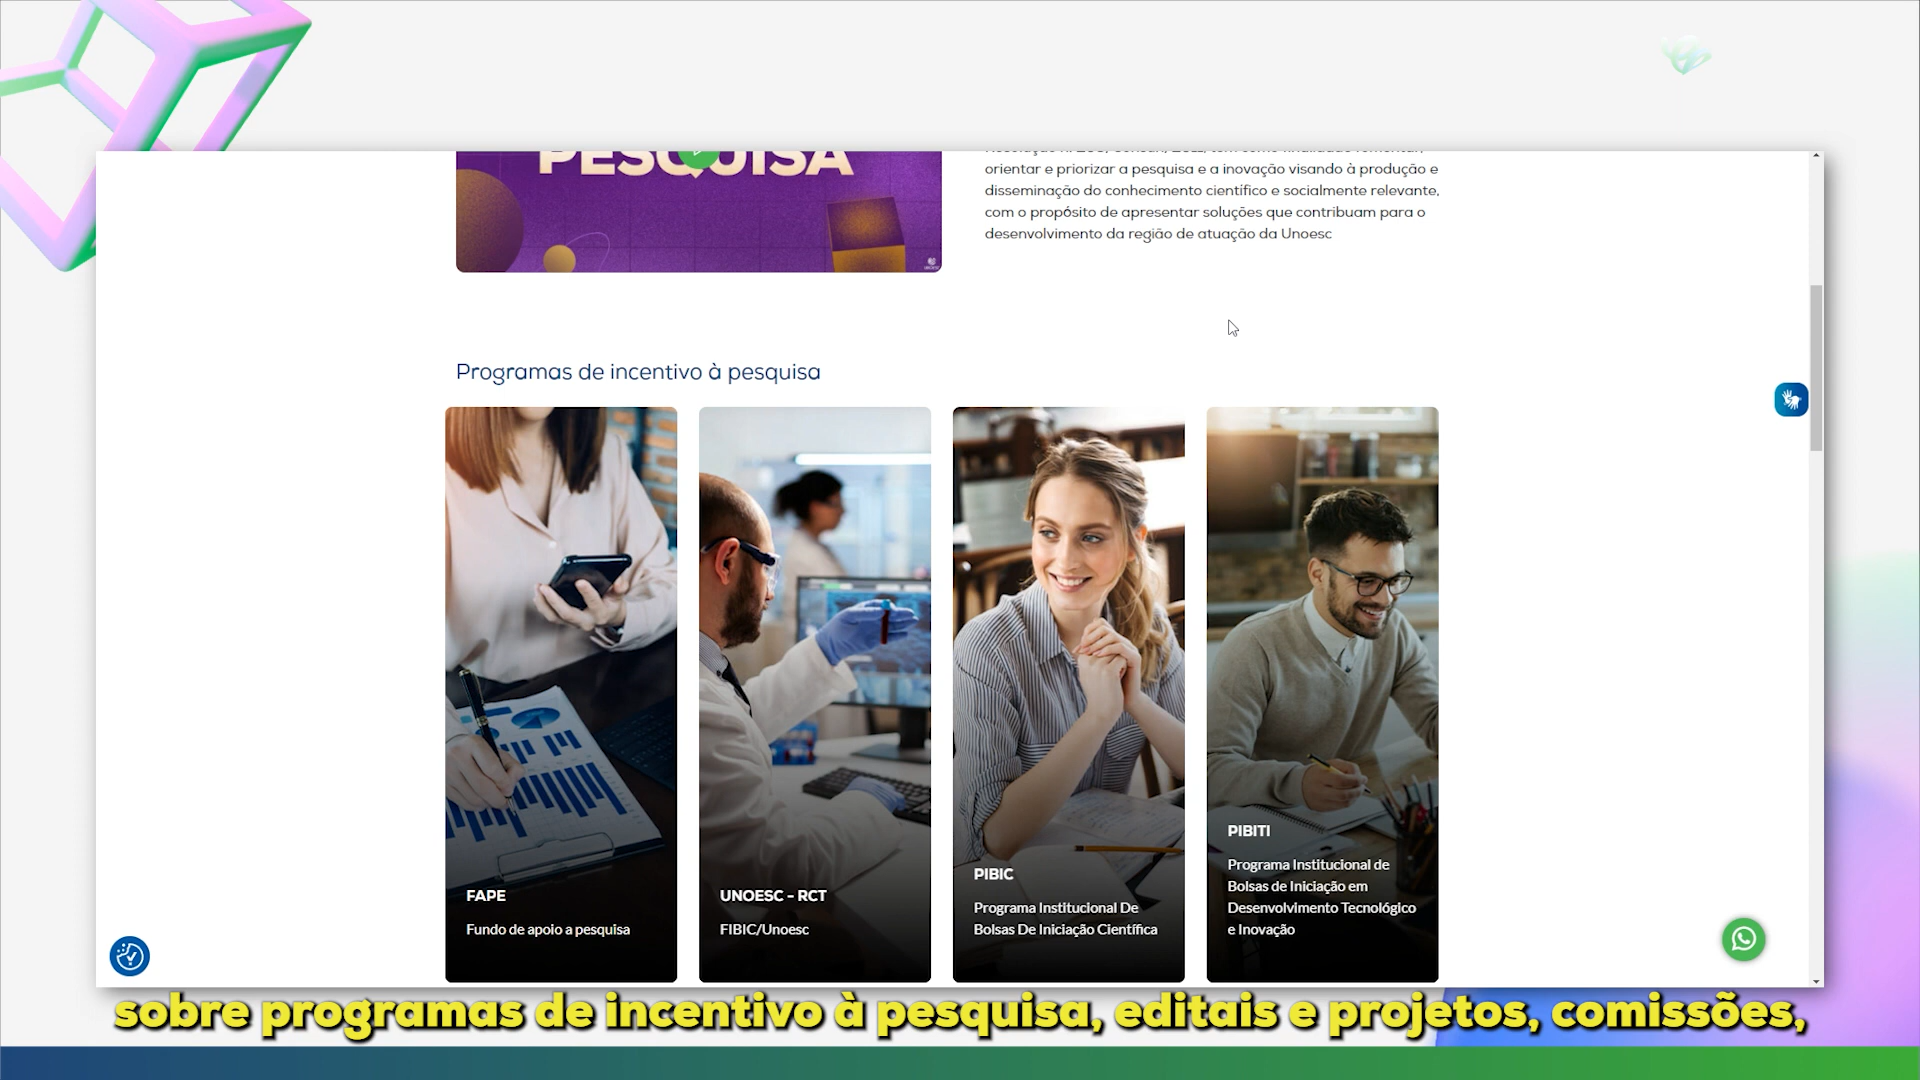 PESQUISA
orientar e priorizar a pesquisa e a inovação visando à produção e
disseminação do conhecimento científico e socialmente relevante,
com o propósito de apresentar soluções que contribuam para o
desenvolvimento da região de atuação da Unoesc
Programas de incentivo à pesquisa
FAPE
Fundo de apoio a pesquisa
UNOESC - RCT
FIBIC/Unoesc
PIBIC
Programa Institucional De
Bolsas De Iniciação Científica
PIBITI
Programa Institucional de
Bolsas de Iniciação em
Desenvolvimento Tecnológico
e Inovação
sobre programas de incentivo à pesquisa, editais e projetos, comissões,